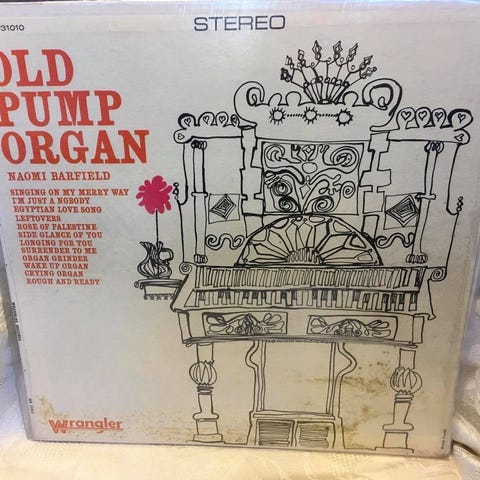 31010
STEREO
OLD
PUMP
ORGAN
NAOMI BARFIELD
SINGING ON MY MERRY WAY
I'M JUST A NOBODY
EGYPTIAN LOVE SONG
LEFTOVERS
ROSE OF PALESTINE
SIDE GLANCE OF YOU
LONGING FOR YOU
SURRENDER TO ME
ORGAN GRINDER
WAKE UP ORGAN
CRYING ORGAN
ROUGH AND READY
Wrangler